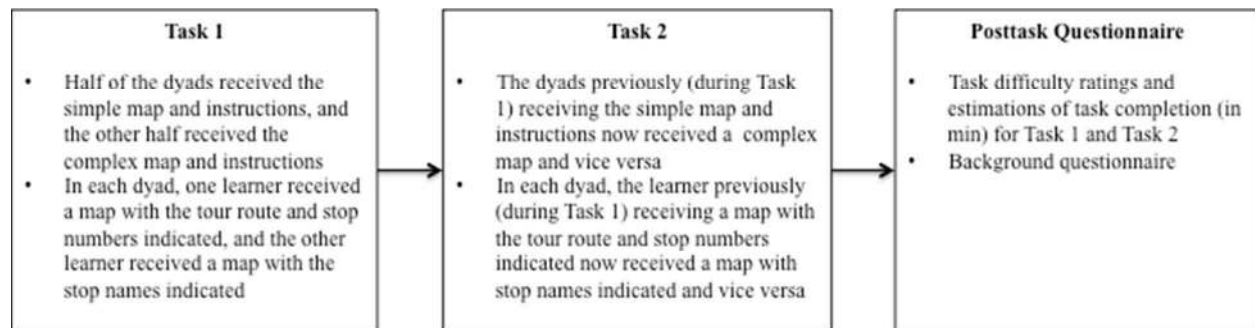 Task 1
• Half of the dyads received the
simple map and instructions, and
the other half received the
complex map and instructions
• In each dyad, one learner received
a map with the tour route and stop
numbers indicated, and the other
learner received a map with the
stop names indicated
Task 2
• The dyads previously (during Task
1) receiving the simple map and
instructions now received a complex
map and vice versa
• In each dyad, the learner previously
(during Task 1) receiving a map with
the tour route and stop numbers
indicated now received a map with
stop names indicated and vice versa
Posttask Questionnaire
• Task difficulty ratings and
estimations of task completion (in
min) for Task 1 and Task 2
• Background questionnaire